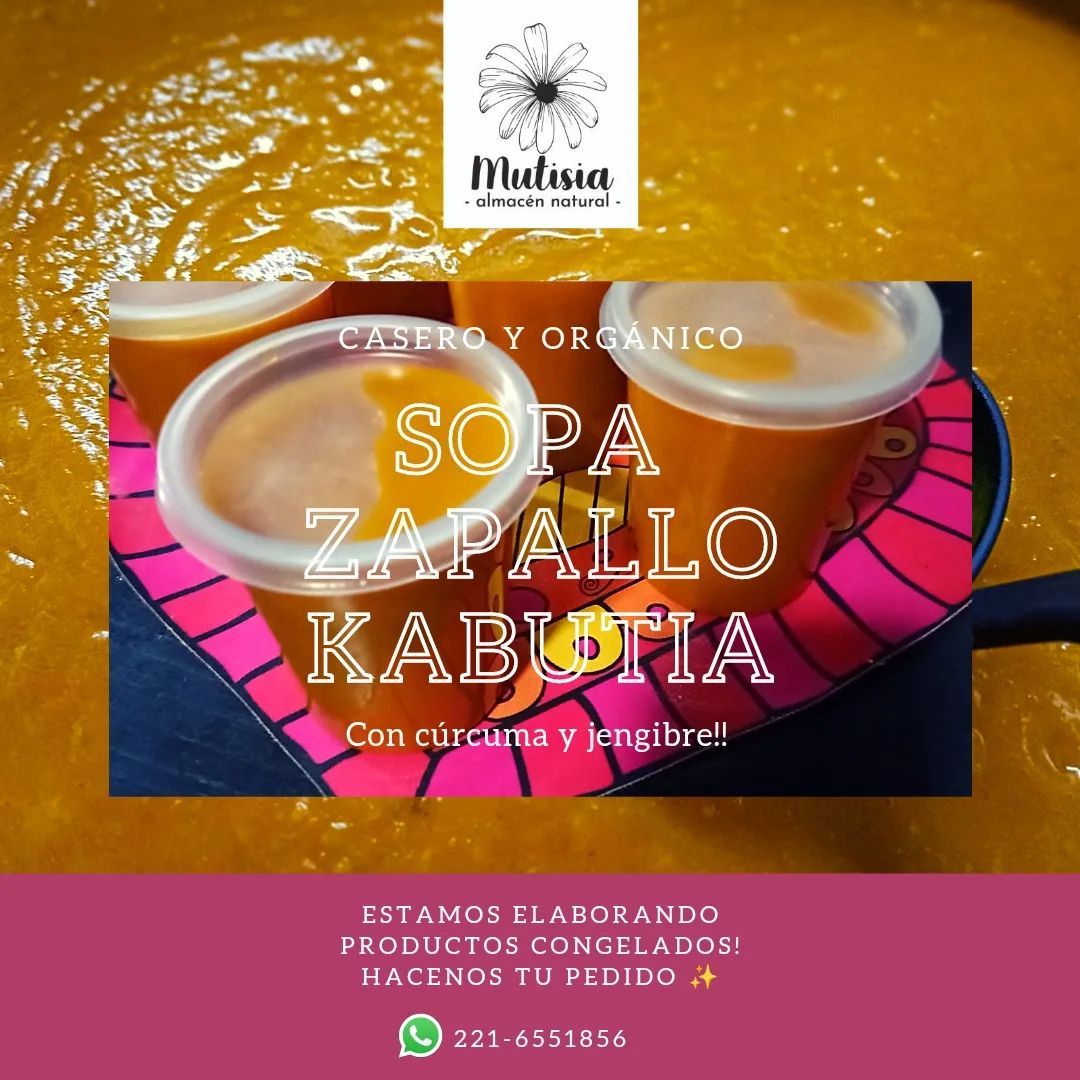 Mutisia
- almacén natural -
CASERO Y ORGÁNICO
SOPA
ZAPALLO
KABUTIA
Con cúrcuma y jengibre!!
ESTAMOS ELABORANDO
PRODUCTOS CONGELADOS!
HACENOS TU PEDIDO ✨
221-6551856